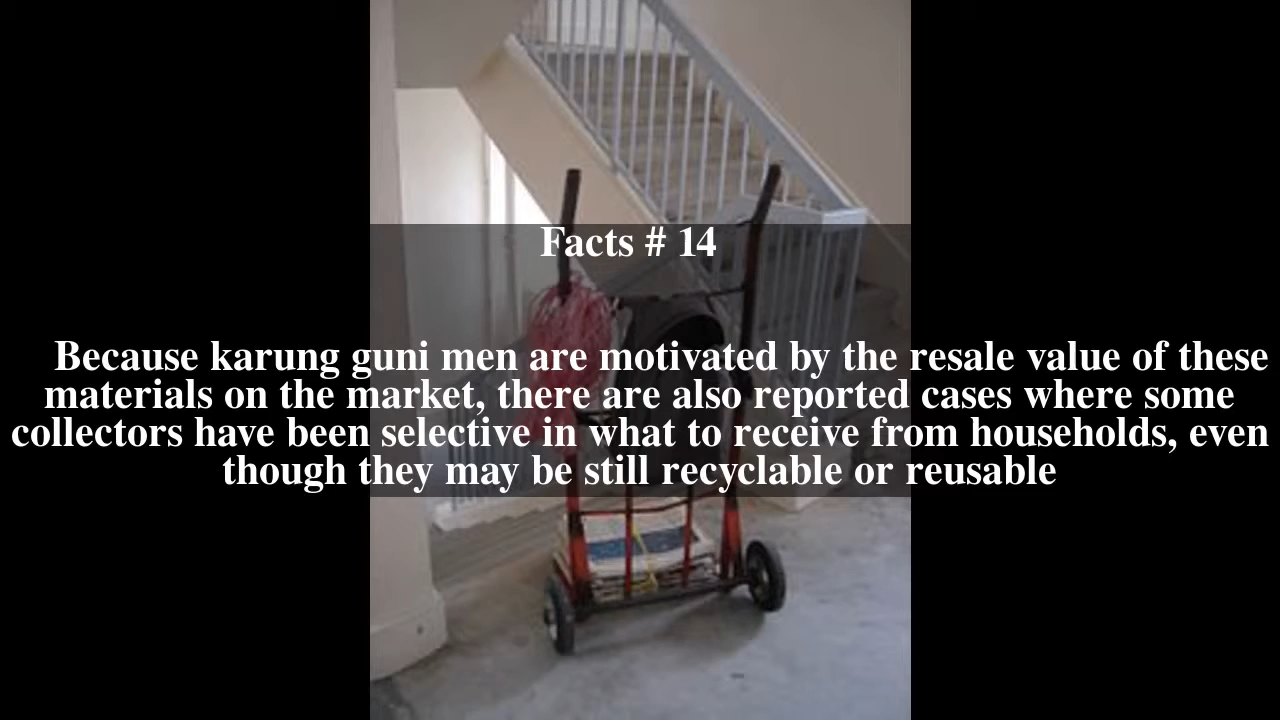 Facts # 14
Because karung guni men are motivated by the resale value of these
materials on the market, there are also reported cases where some
collectors have been selective in what to receive from households, even
though they may be still recyclable or reusable